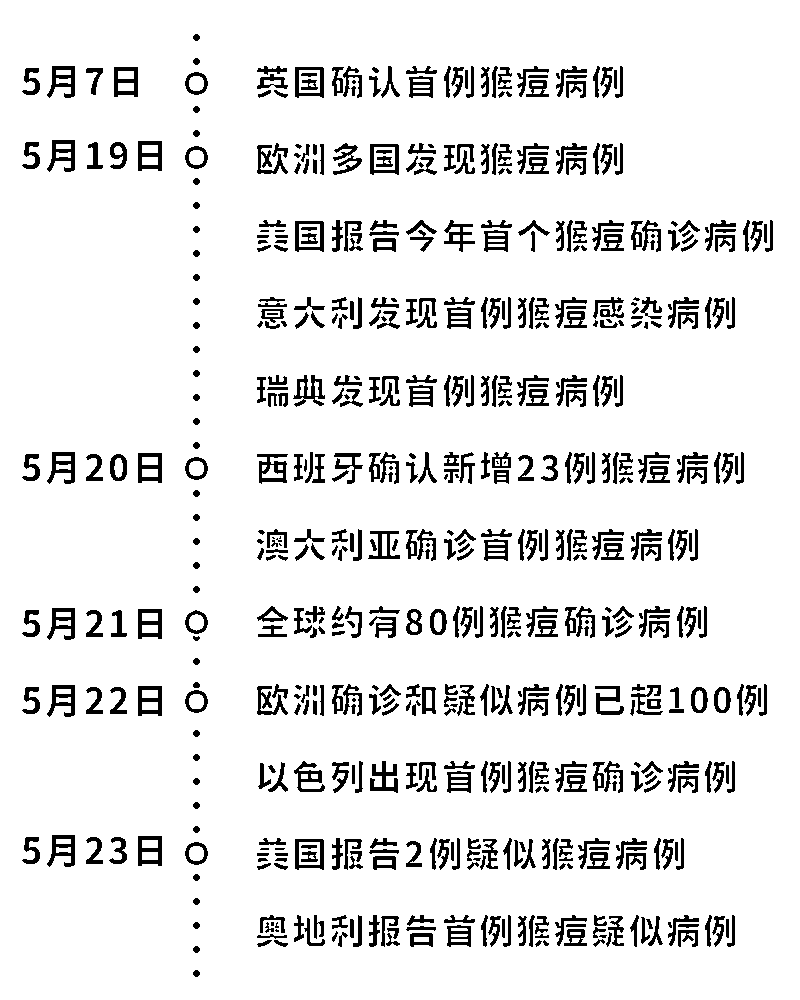 5月7日 英国确认首例猴痘病例
5月19日 欧洲多国发现猴痘病例
美国报告今年首个猴痘确诊病例
意大利发现首例猴痘感染病例
瑞典发现首例猴痘病例
5月20日 西班牙确认新增23例猴痘病例
澳大利亚确诊首例猴痘病例
5月21日 全球约有80例猴痘确诊病例
5月22日 欧洲确诊和疑似病例已超100例
以色列出现首例猴痘确诊病例
5月23日 美国报告2例疑似猴痘病例
奥地利报告首例猴痘疑似病例